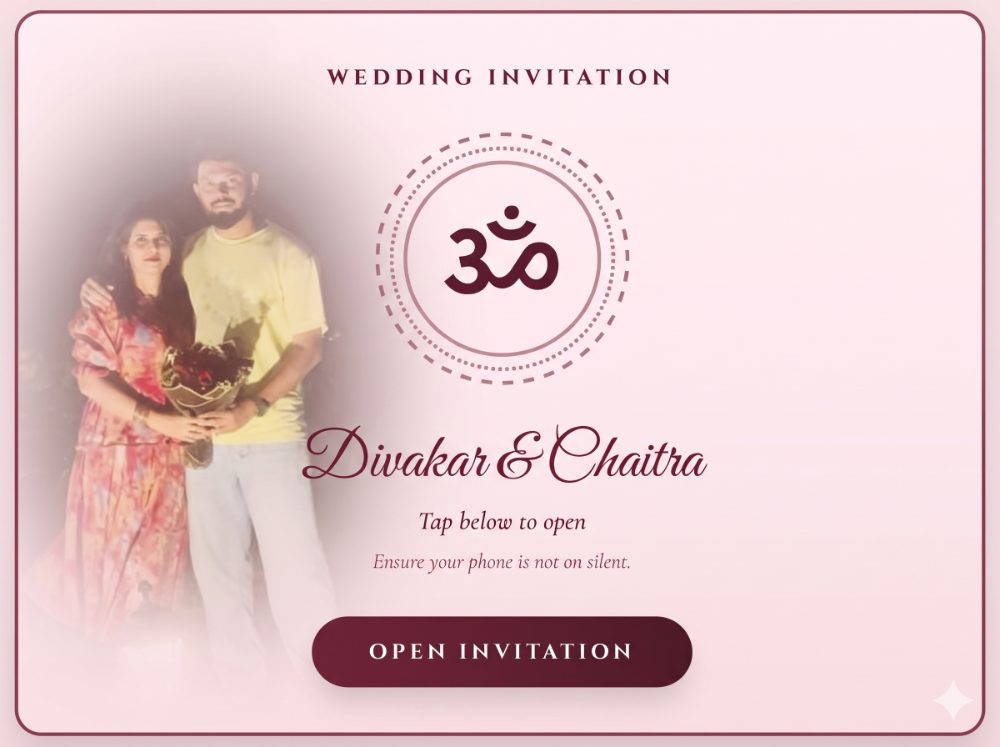 WEDDING INVITATION
ॐ
Divakar & Chaitra
Tap below to open
Ensure your phone is not on silent.
OPEN INVITATION